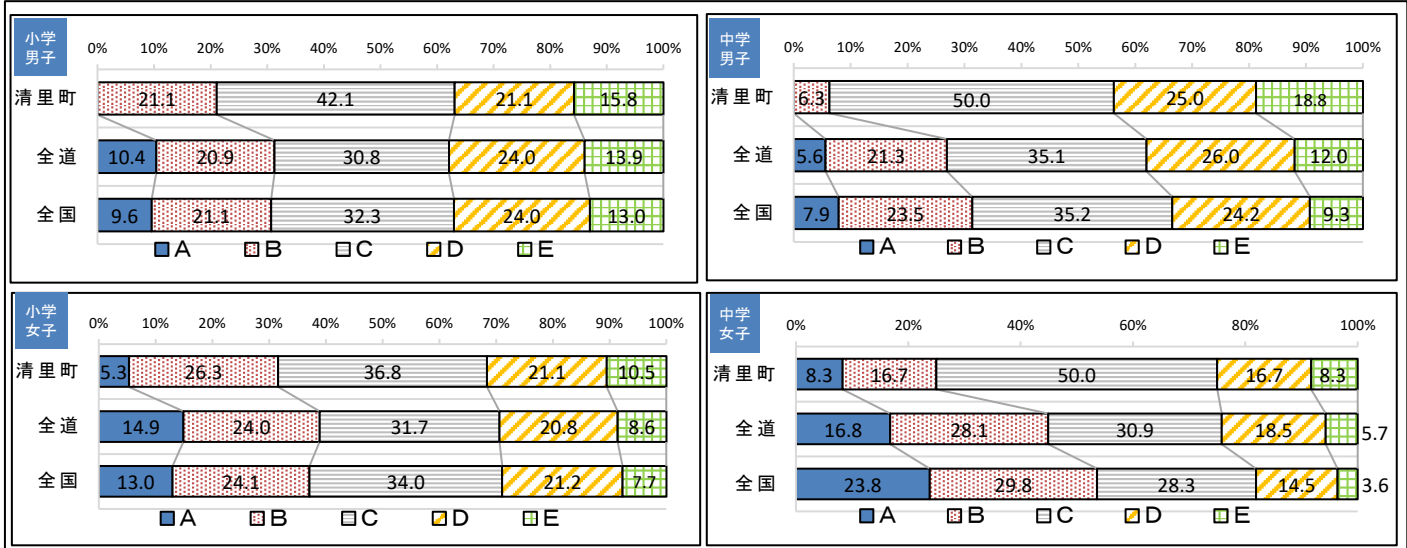 小学
男子
0% 10% 20% 30% 40% 50% 60% 70% 80% 90% 100%
清里町 21.1 42.1 21.1 15.8
全道 10.4 20.9 30.8 24.0 13.9
全国 9.6 21.1 32.3 24.0 13.0
A B C D E
中学
男子
0% 10% 20% 30% 40% 50% 60% 70% 80% 90% 100%
清里町 6.3 50.0 25.0 18.8
全道 5.6 21.3 35.1 26.0 12.0
全国 7.9 23.5 35.2 24.2 9.3
A B C D E
小学
女子
0% 10% 20% 30% 40% 50% 60% 70% 80% 90% 100%
清里町 5.3 26.3 36.8 21.1 10.5
全道 14.9 24.0 31.7 20.8 8.6
全国 13.0 24.1 34.0 21.2 7.7
A B C D E
中学
女子
0% 20% 40% 60% 80% 100%
清里町 8.3 16.7 50.0 16.7 8.3
全道 16.8 28.1 30.9 18.5 5.7
全国 23.8 29.8 28.3 14.5 3.6
A B C D E